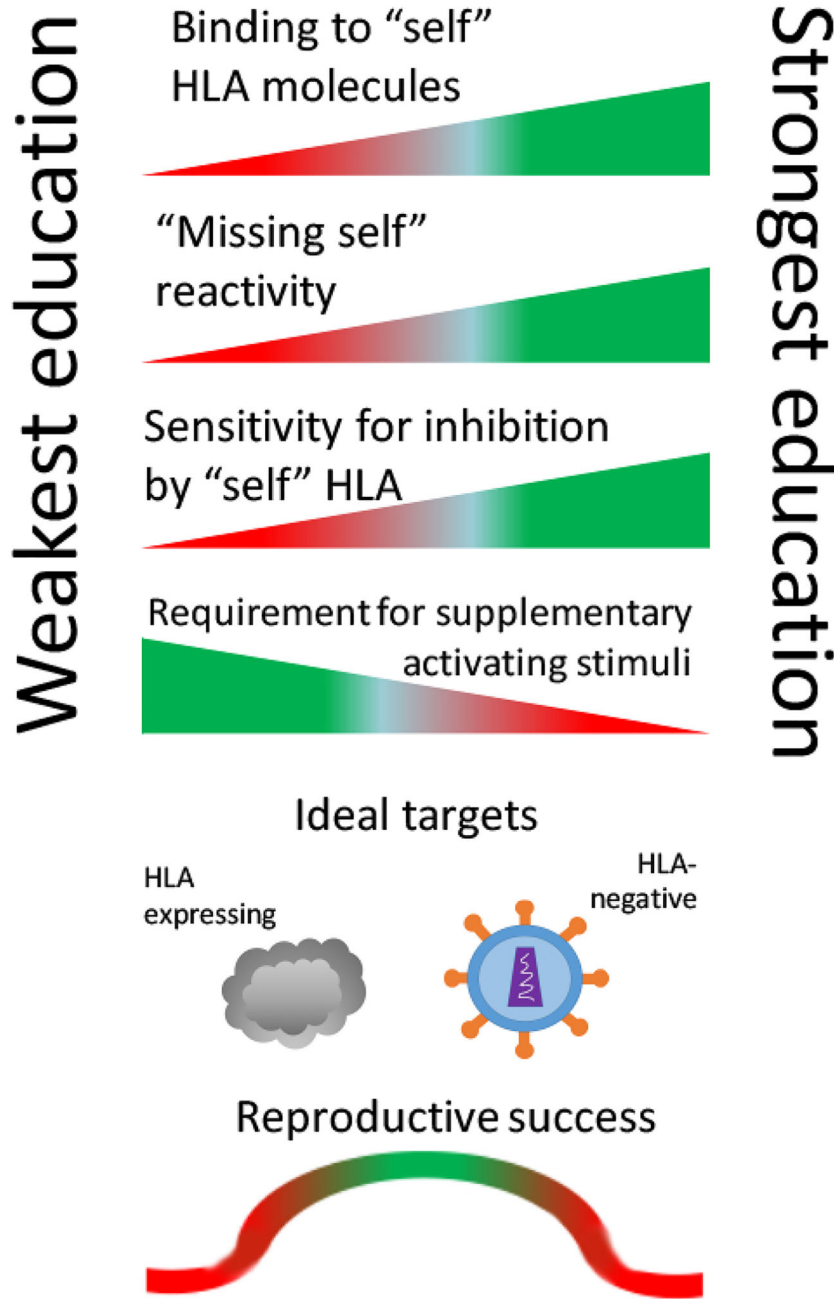 Weakest education
Strongest education
Binding to “self”
HLA molecules
“Missing self”
reactivity
Sensitivity for inhibition
by “self” HLA
Requirement for supplementary
activating stimuli
Ideal targets
HLA
expressing
HLA-
negative
Reproductive success